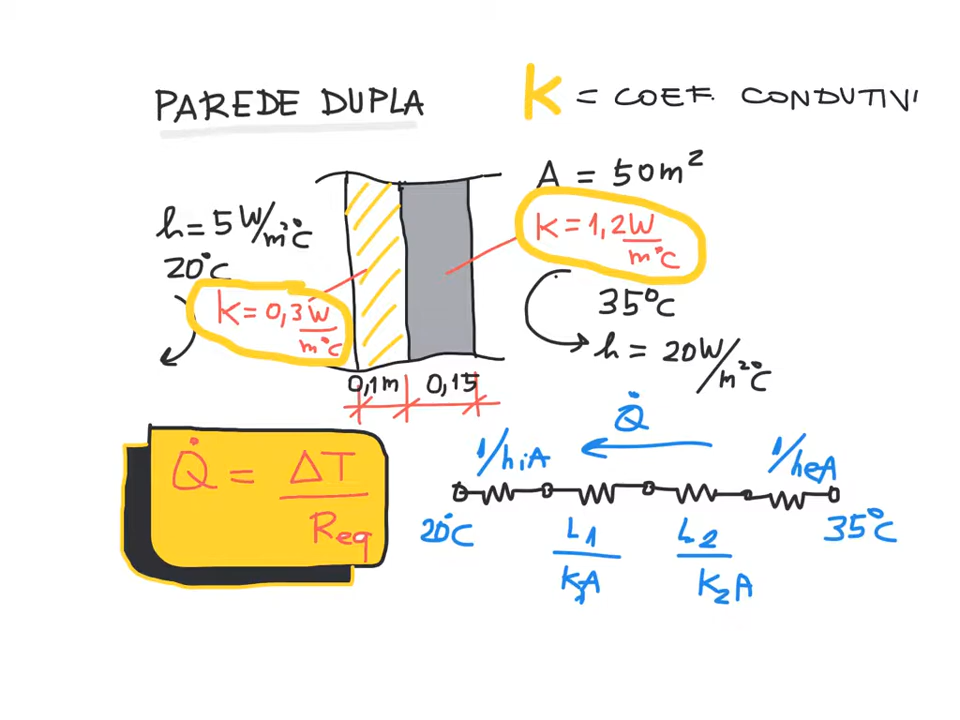 PAREDE DUPLA
K = COEF. CONDUTIVI
A = 50m²
h = 5 W/m²°C
20°C
K = 1,2 W/m°C
K = 0,3 W/m°C
35°C
h = 20W/m²°C
0,1m
0,15
Q̇ = ΔT/Req
Q̇
1/hiA
1/heA
20°C
35°C
L1/K1A
L2/K2A